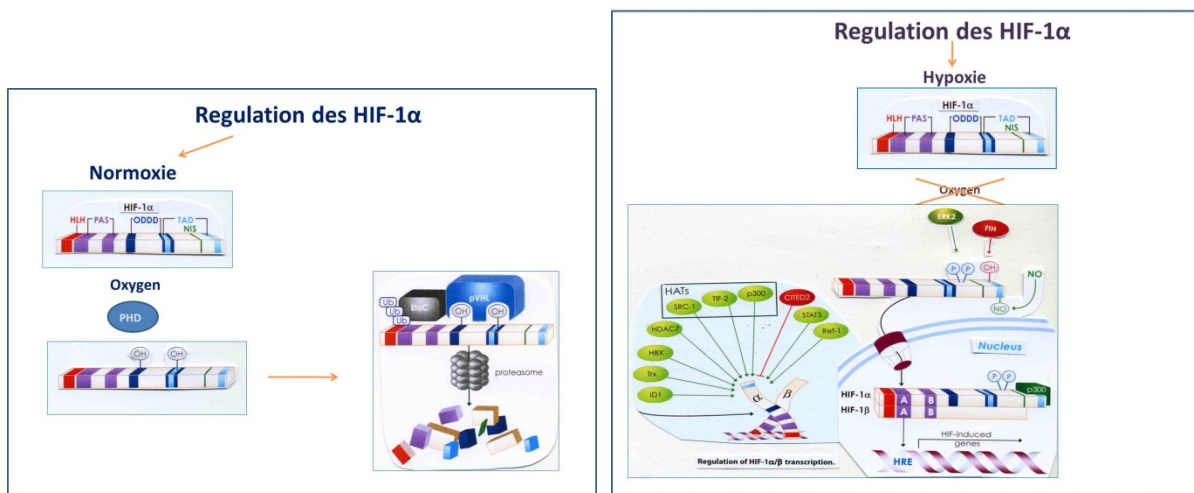 Regulation des HIF-1α
Normoxie
HIF-1α
HLH PAS ODDD TAD
NIS
Oxygen
PHD
OH OH
Ub
Ub
Ub
EloC
pVHL
OH OH
proteasome
Regulation des HIF-1α
Hypoxie
HIF-1α
HLH PAS ODDD TAD
NIS
Oxygen
ERK2
FIH
P P OH
NO
NO
HATs
SRC-1
TIF-2
p300
CITED2
HDAC7
STAT3
HBX
Ref-1
Trx
ID1
α β
Nucleus
P P
p300
HIF-1α A B
HIF-1β A B
HIF-induced
genes
HRE
Regulation of HIF-1α/β transcription.